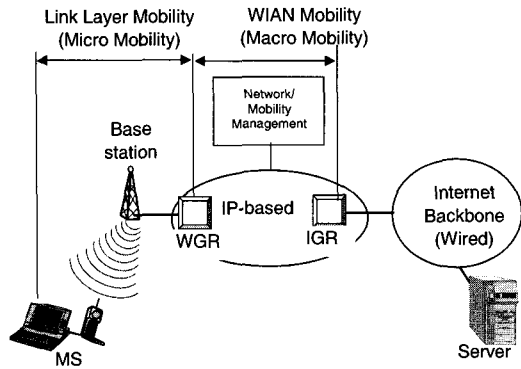 Link Layer Mobility
(Micro Mobility)
WIAN Mobility
(Macro Mobility)
Network/
Mobility
Management
Base
station
IP-based
WGR
IGR
Internet
Backbone
(Wired)
MS
Server